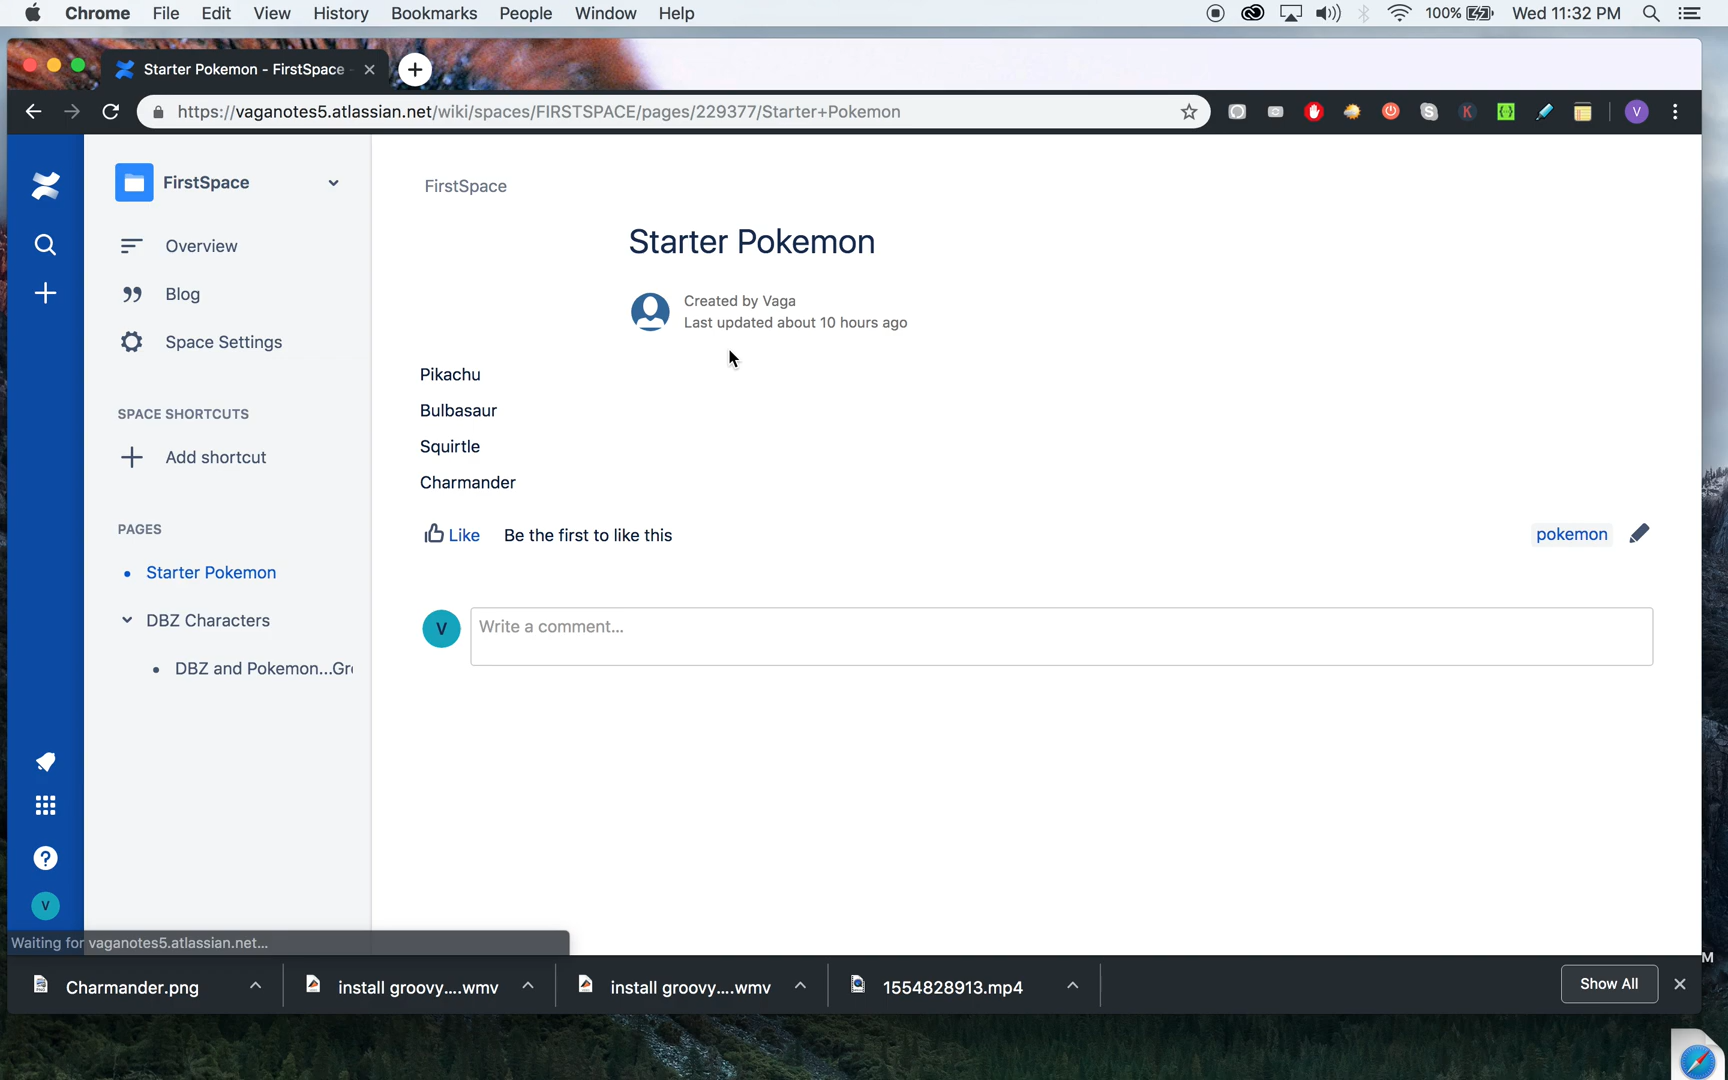 Chrome File Edit View History Bookmarks People Window Help 100% Wed 11:32 PM
Starter Pokemon - FirstSpace
https://vaganotes5.atlassian.net/wiki/spaces/FIRSTSPACE/pages/229377/Starter+Pokemon
S K V
FirstSpace
Overview
Blog
Space Settings
SPACE SHORTCUTS
Add shortcut
PAGES
Starter Pokemon
DBZ Characters
DBZ and Pokemon...Gr
FirstSpace
Starter Pokemon
Created by Vaga
Last updated about 10 hours ago
Pikachu
Bulbasaur
Squirtle
Charmander
Like Be the first to like this
pokemon
V Write a comment...
V
Waiting for vaganotes5.atlassian.net...
M
Charmander.png
install groovy....wmv
install groovy....wmv
1554828913.mp4
Show All